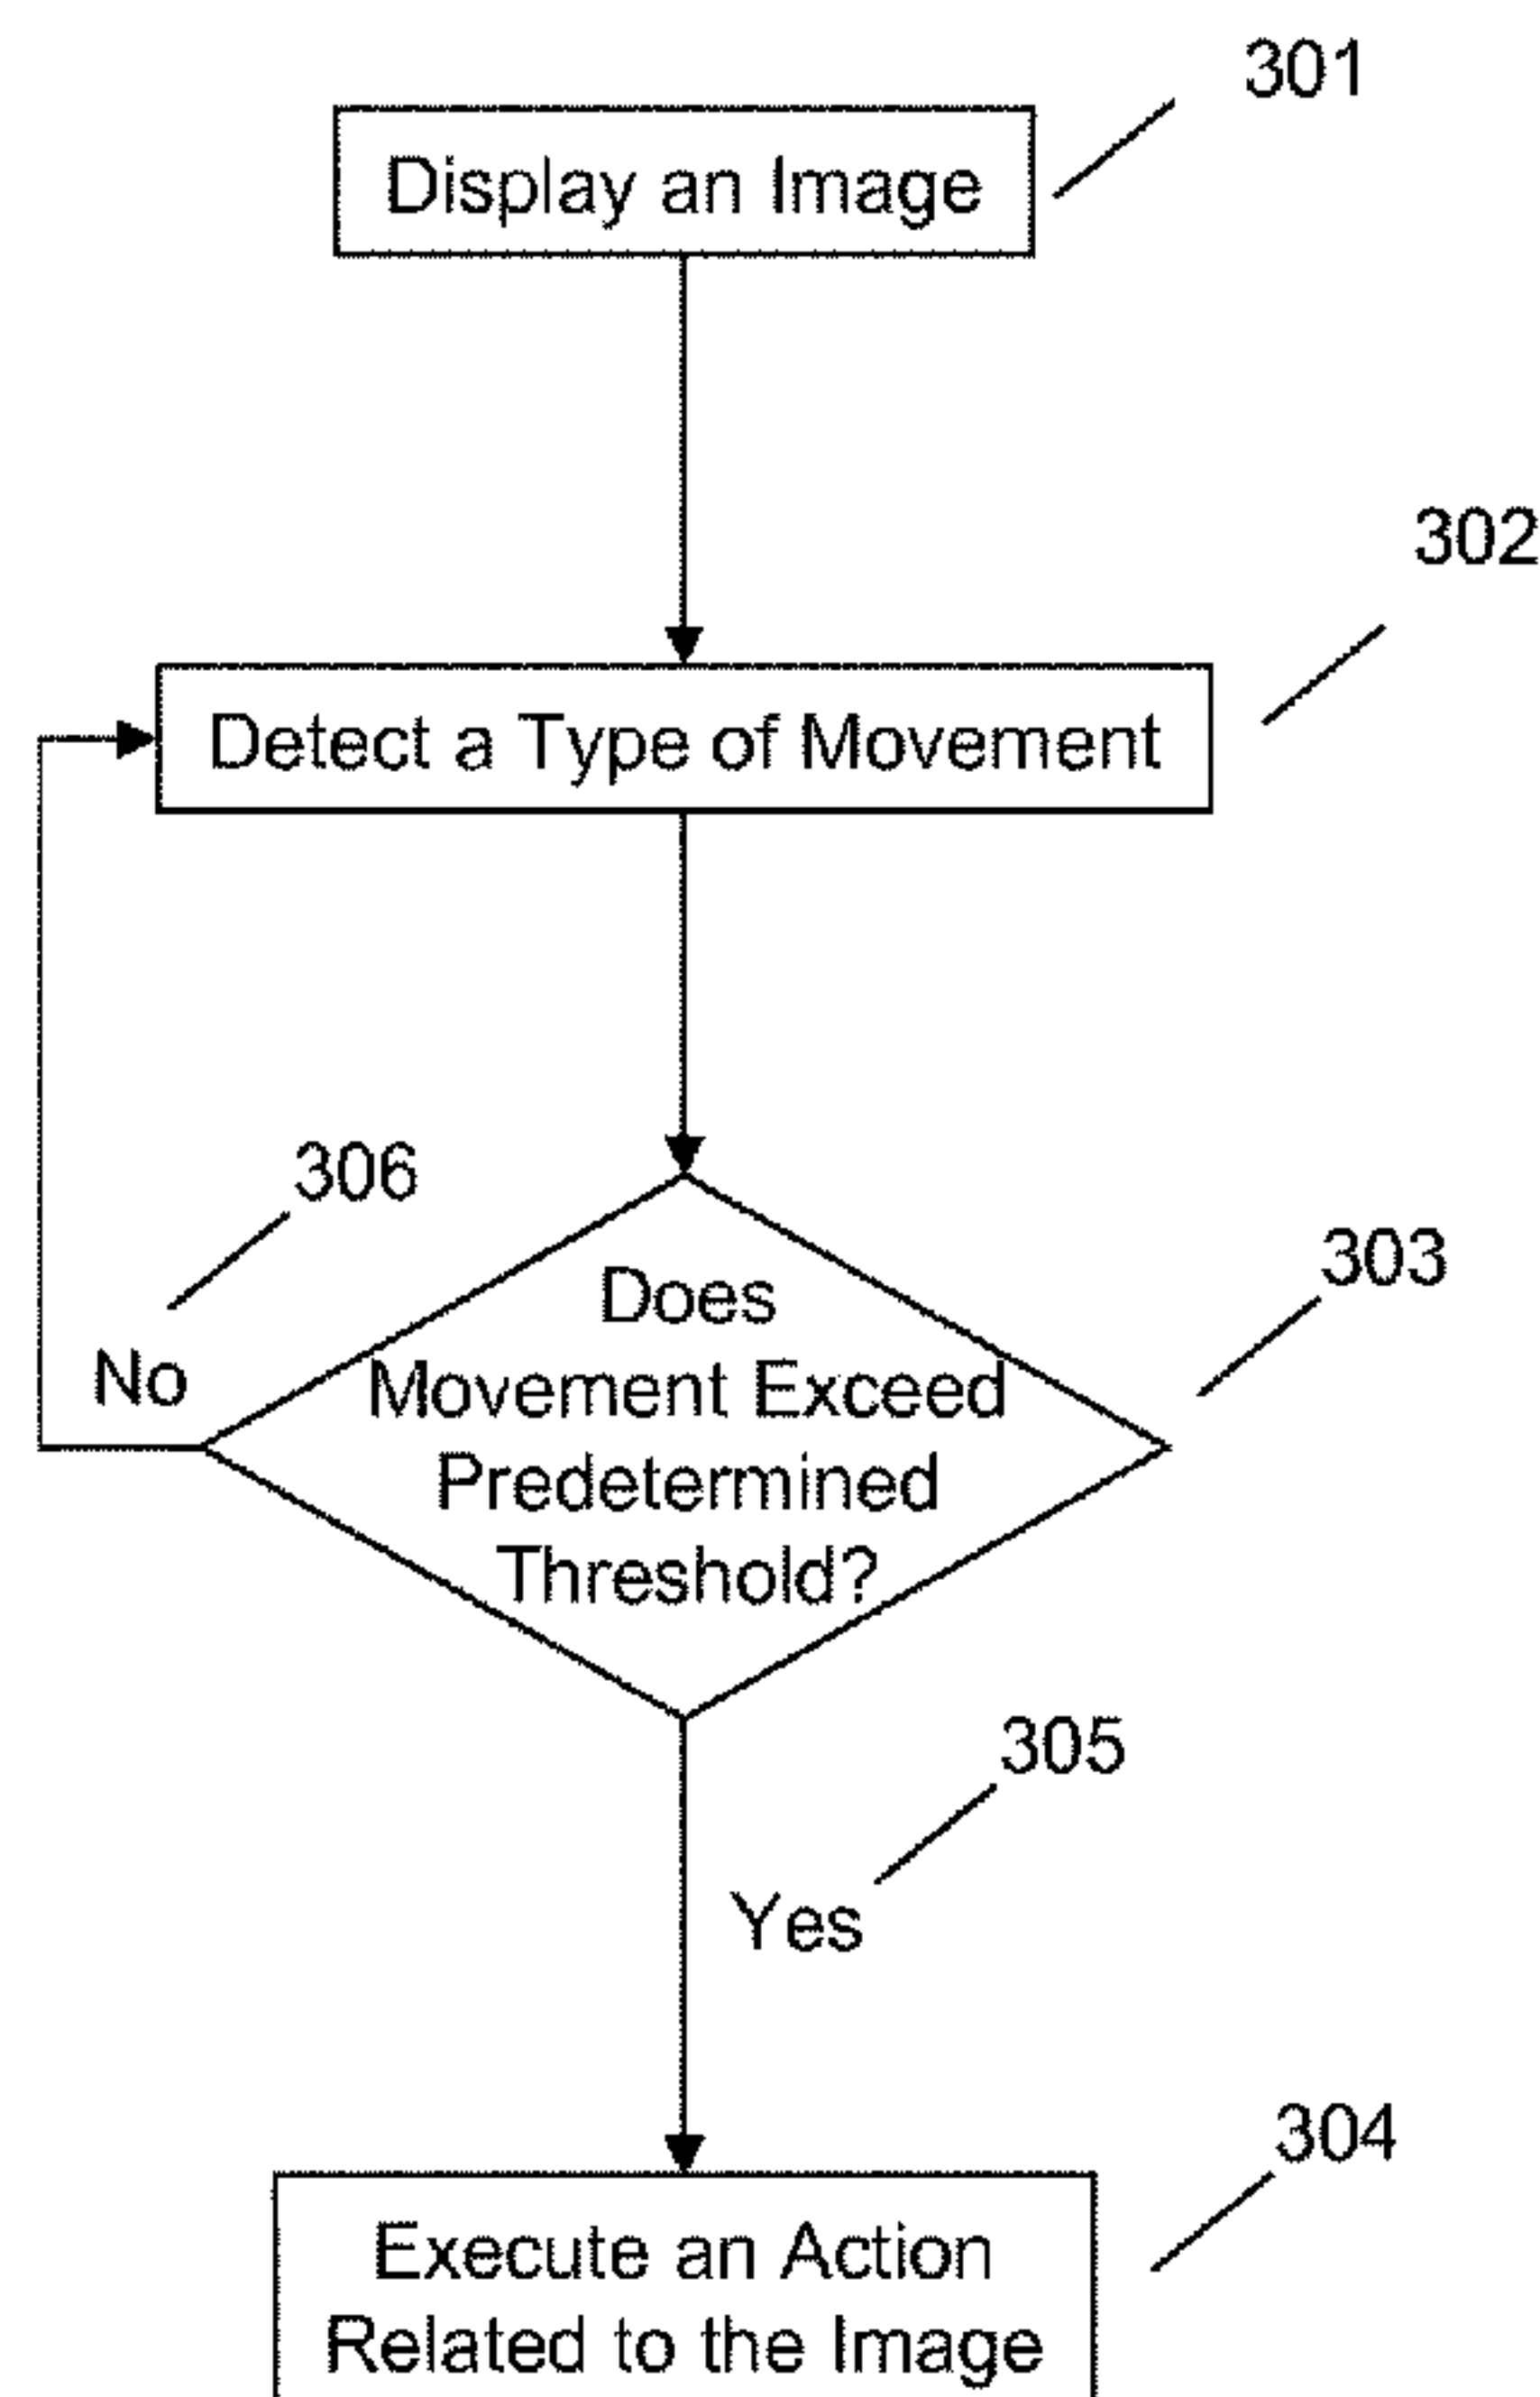 301
Display an Image
302
Detect a Type of Movement
306
303
Does
Movement Exceed
Predetermined
Threshold?
No
305
Yes
304
Execute an Action
Related to the Image